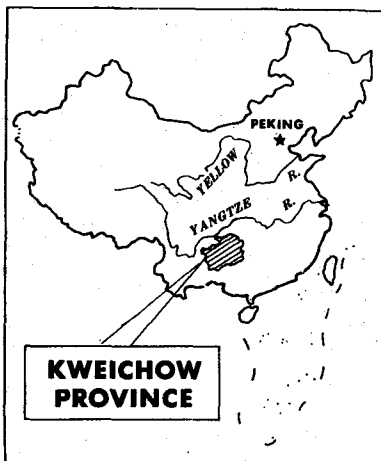 PEKING
YELLOW R.
YANGTZE R.
KWEICHOW
PROVINCE